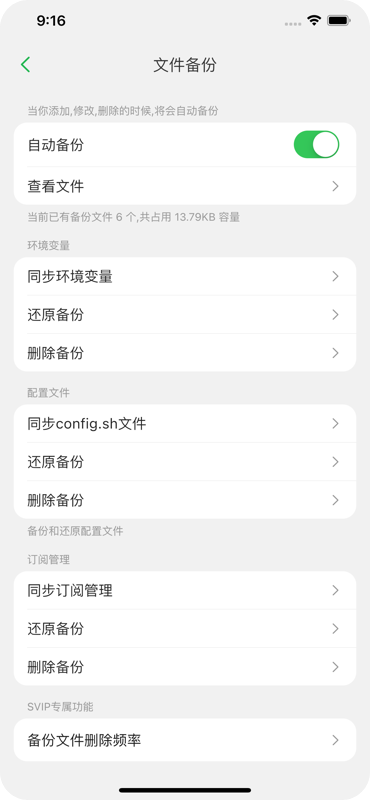 9:16
文件备份
当你添加,修改,删除的时候,将会自动备份
自动备份
查看文件
当前已有备份文件 6 个,共占用 13.79KB 容量
环境变量
同步环境变量
还原备份
删除备份
配置文件
同步config.sh文件
还原备份
删除备份
备份和还原配置文件
订阅管理
同步订阅管理
还原备份
删除备份
SVIP专属功能
备份文件删除频率